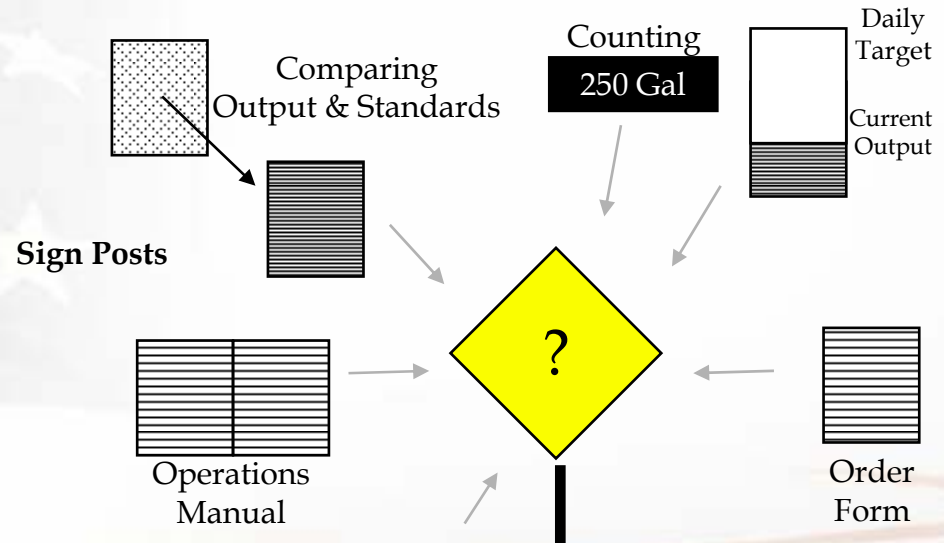 Comparing
Output & Standards
Counting
250 Gal
Daily
Target
Current
Output
Sign Posts
?
Operations
Manual
Order
Form